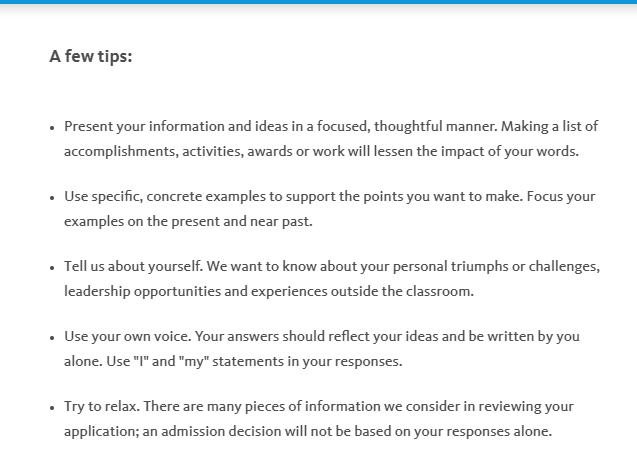 A few tips:
• Present your information and ideas in a focused, thoughtful manner. Making a list of
accomplishments, activities, awards or work will lessen the impact of your words.
• Use specific, concrete examples to support the points you want to make. Focus your
examples on the present and near past.
• Tell us about yourself. We want to know about your personal triumphs or challenges,
leadership opportunities and experiences outside the classroom.
• Use your own voice. Your answers should reflect your ideas and be written by you
alone. Use "I" and "my" statements in your responses.
• Try to relax. There are many pieces of information we consider in reviewing your
application; an admission decision will not be based on your responses alone.